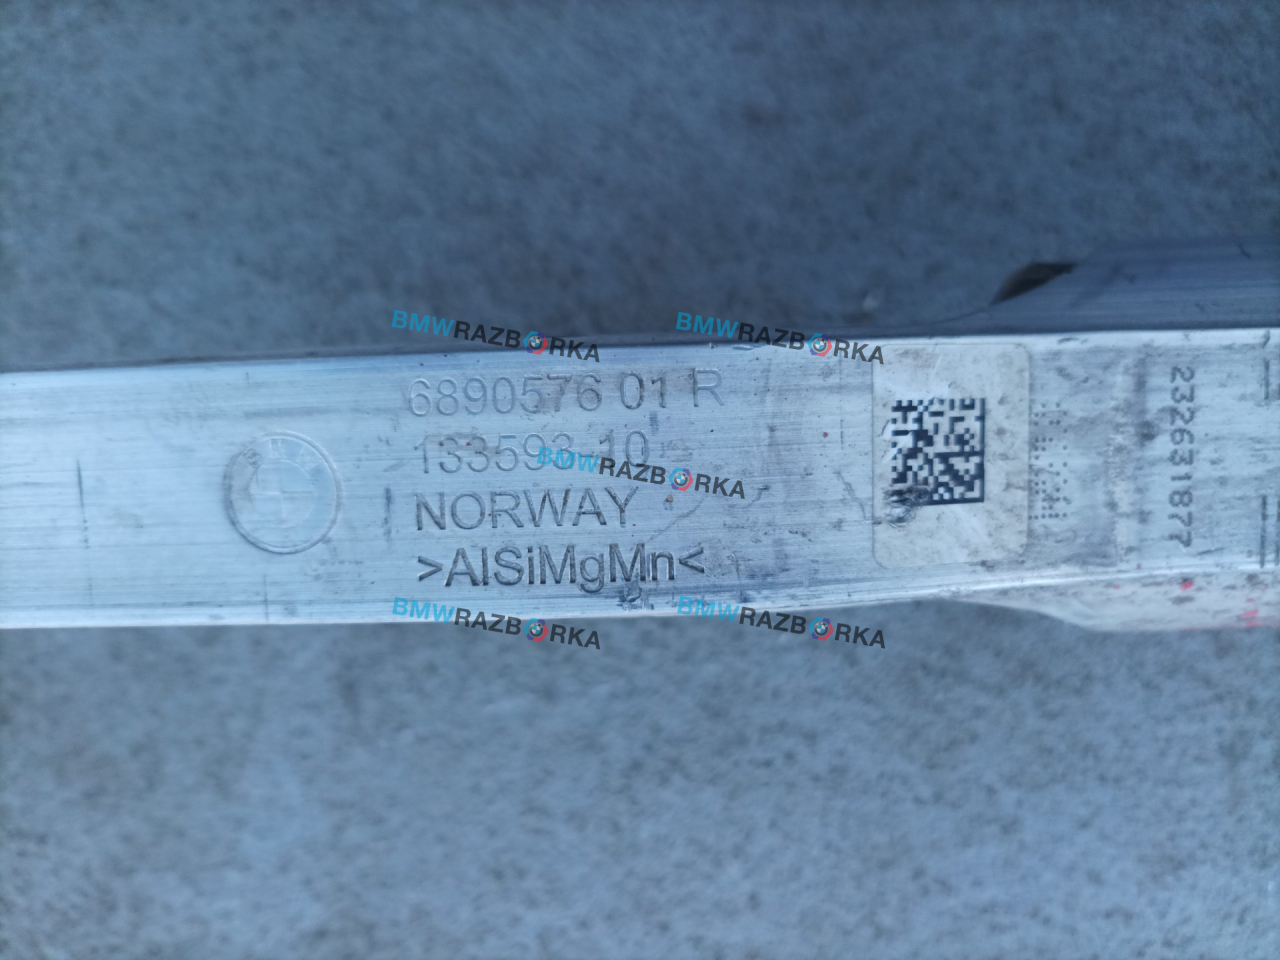 BMWRAZBORKA
BMWRAZBORKA
6890576 01 R
133593-10
BMWRAZBORKA
NORWAY
>AlSiMgMn<
232631877
BMWRAZBORKA
BMWRAZBORKA